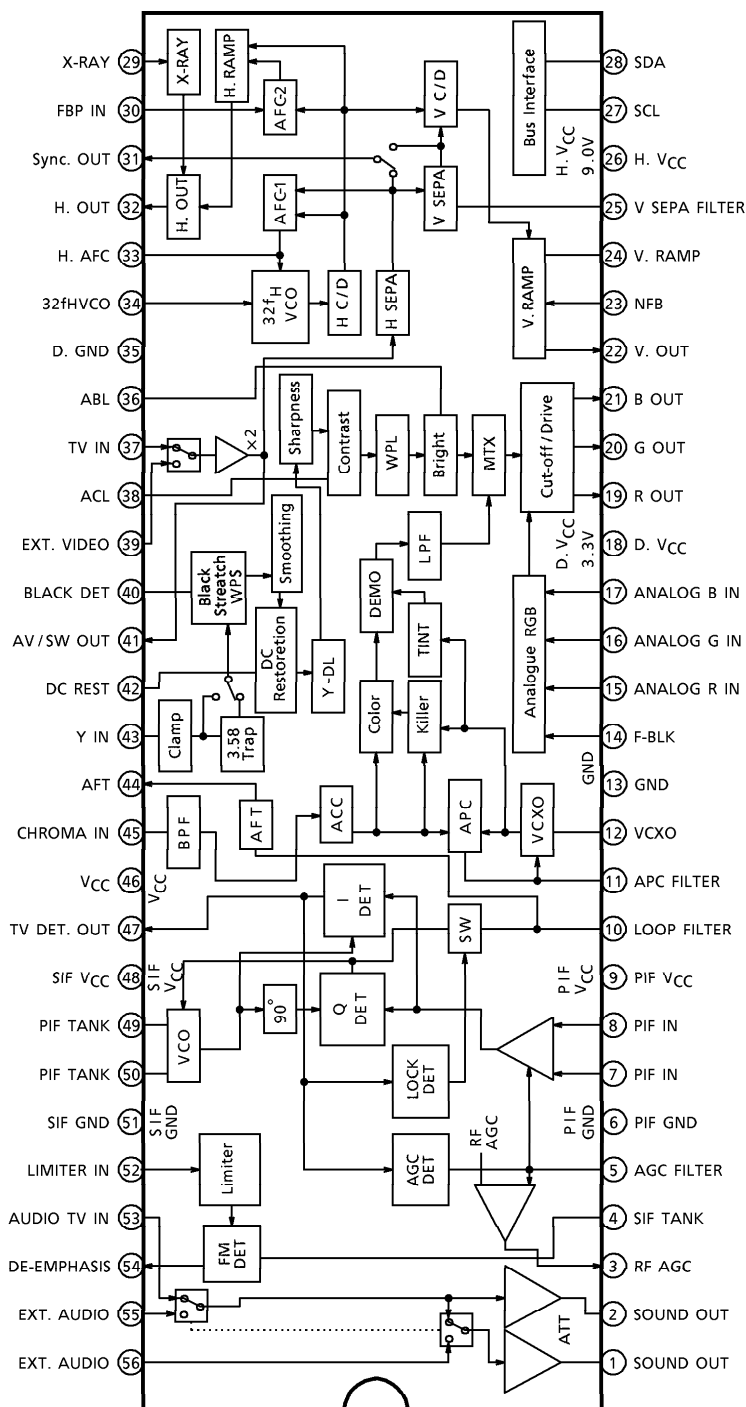 X-RAY 29
FBP IN 30
Sync. OUT 31
H. OUT 32
H. AFC 33
32fHVCO 34
D. GND 35
ABL 36
TV IN 37
ACL 38
EXT. VIDEO 39
BLACK DET 40
AV/SW OUT 41
DC REST 42
Y IN 43
AFT 44
CHROMA IN 45
VCC 46
TV DET. OUT 47
SIF VCC 48
PIF TANK 49
PIF TANK 50
SIF GND 51
LIMITER IN 52
AUDIO TV IN 53
DE-EMPHASIS 54
EXT. AUDIO 55
EXT. AUDIO 56
X-RAY
H. RAMP
AFC-2
V C/D
Bus Interface
H. VCC
9.0V
H. OUT
AFC-1
V SEPA
32fH
VCO
H C/D
H SEPA
V. RAMP
×2
Sharpness
Contrast
WPL
Bright
MTX
Cut-off/Drive
D. VCC
3.3V
Smoothing
Black
Streatch
WPS
LPF
DEMO
TINT
DC
Restoretion
Y-DL
Analogue RGB
Clamp
3.58
Trap
Color
Killer
GND
BPF
AFT
ACC
APC
VCXO
VCC
I
DET
SW
SIF
VCC
PIF
VCC
VCO
90°
Q
DET
LOCK
DET
SIF
GND
PIF
GND
Limiter
AGC
DET
RF
AGC
FM
DET
ATT
28 SDA
27 SCL
26 H. VCC
25 V SEPA FILTER
24 V. RAMP
23 NFB
22 V. OUT
21 B OUT
20 G OUT
19 R OUT
18 D. VCC
17 ANALOG B IN
16 ANALOG G IN
15 ANALOG R IN
14 F-BLK
13 GND
12 VCXO
11 APC FILTER
10 LOOP FILTER
9 PIF VCC
8 PIF IN
7 PIF IN
6 PIF GND
5 AGC FILTER
4 SIF TANK
3 RF AGC
2 SOUND OUT
1 SOUND OUT